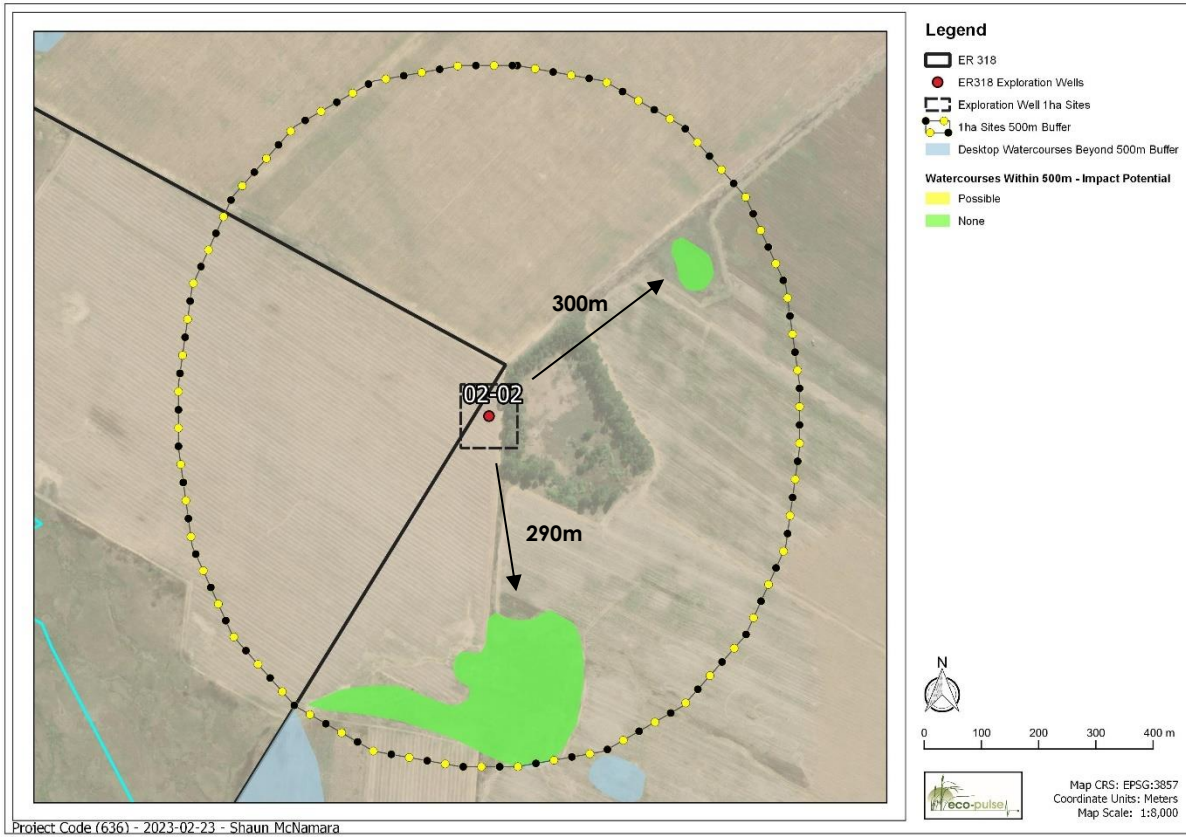 300m
02-02
290m
Project Code (636) - 2023-02-23 - Shaun McNamara
Legend
ER 318
ER318 Exploration Wells
Exploration Well 1ha Sites
1ha Sites 500m Buffer
Desktop Watercourses Beyond 500m Buffer
Watercourses Within 500m - Impact Potential
Possible
None
N
0 100 200 300 400 m
eco-pulse
Map CRS: EPSG:3857
Coordinate Units: Meters
Map Scale: 1:8,000